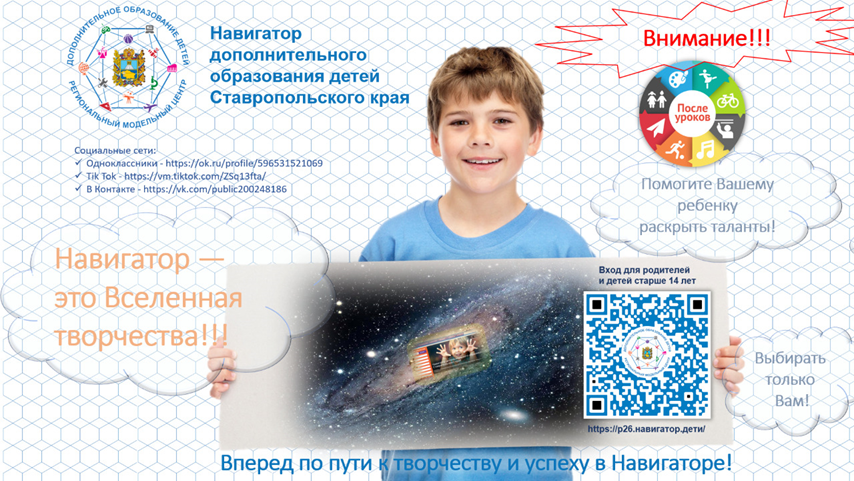 ДОПОЛНИТЕЛЬНОЕ ОБРАЗОВАНИЕ ДЕТЕЙ
РЕГИОНАЛЬНЫЙ МОДЕЛЬНЫЙ ЦЕНТР
Навигатор
дополнительного
образования детей
Ставропольского края
Внимание!!!
После
уроков
Социальные сети:
✓ Одноклассники - https://ok.ru/profile/596531521069
✓ Tik Tok - https://vm.tiktok.com/ZSq13fta/
✓ В Контакте - https://vk.com/public200248186
Помогите Вашему
ребенку
раскрыть таланты!
Навигатор —
это Вселенная
творчества!!!
Вход для родителей
и детей старше 14 лет
Выбирать
только
Вам!
https://р26.навигатор.дети/
Вперед по пути к творчеству и успеху в Навигаторе!